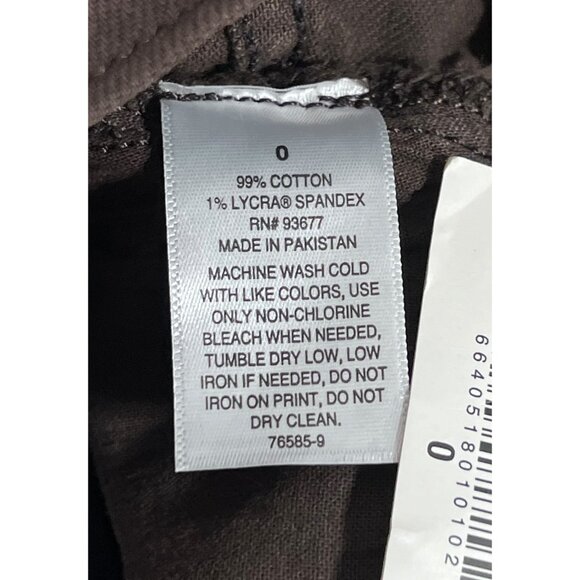 0
99% COTTON
1% LYCRA® SPANDEX
RN# 93677
MADE IN PAKISTAN
MACHINE WASH COLD
WITH LIKE COLORS, USE
ONLY NON-CHLORINE
BLEACH WHEN NEEDED,
TUMBLE DRY LOW, LOW
IRON IF NEEDED, DO NOT
IRON ON PRINT, DO NOT
DRY CLEAN.
76585-9
6640518010102
0